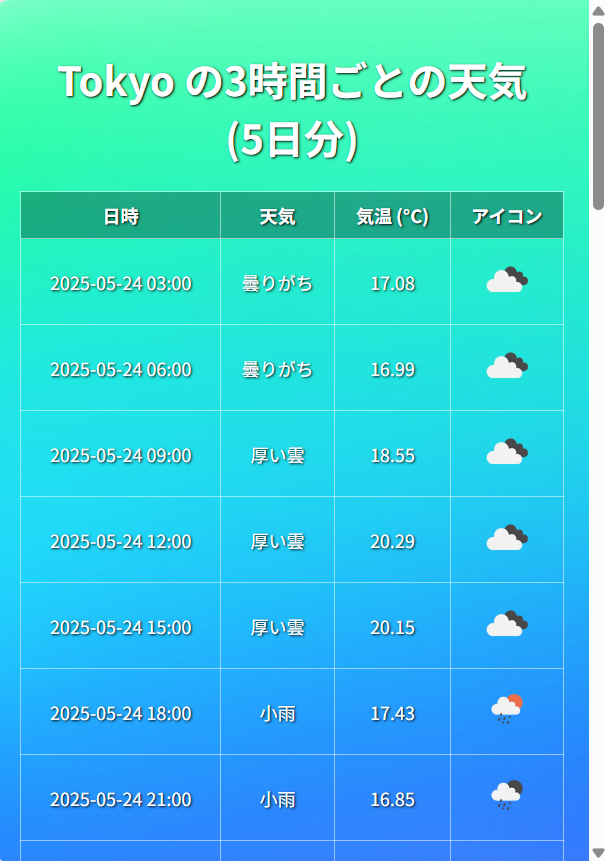 Tokyo の3時間ごとの天気
(5日分)
日時 天気 気温 (℃) アイコン
2025-05-24 03:00 曇りがち 17.08
2025-05-24 06:00 曇りがち 16.99
2025-05-24 09:00 厚い雲 18.55
2025-05-24 12:00 厚い雲 20.29
2025-05-24 15:00 厚い雲 20.15
2025-05-24 18:00 小雨 17.43
2025-05-24 21:00 小雨 16.85